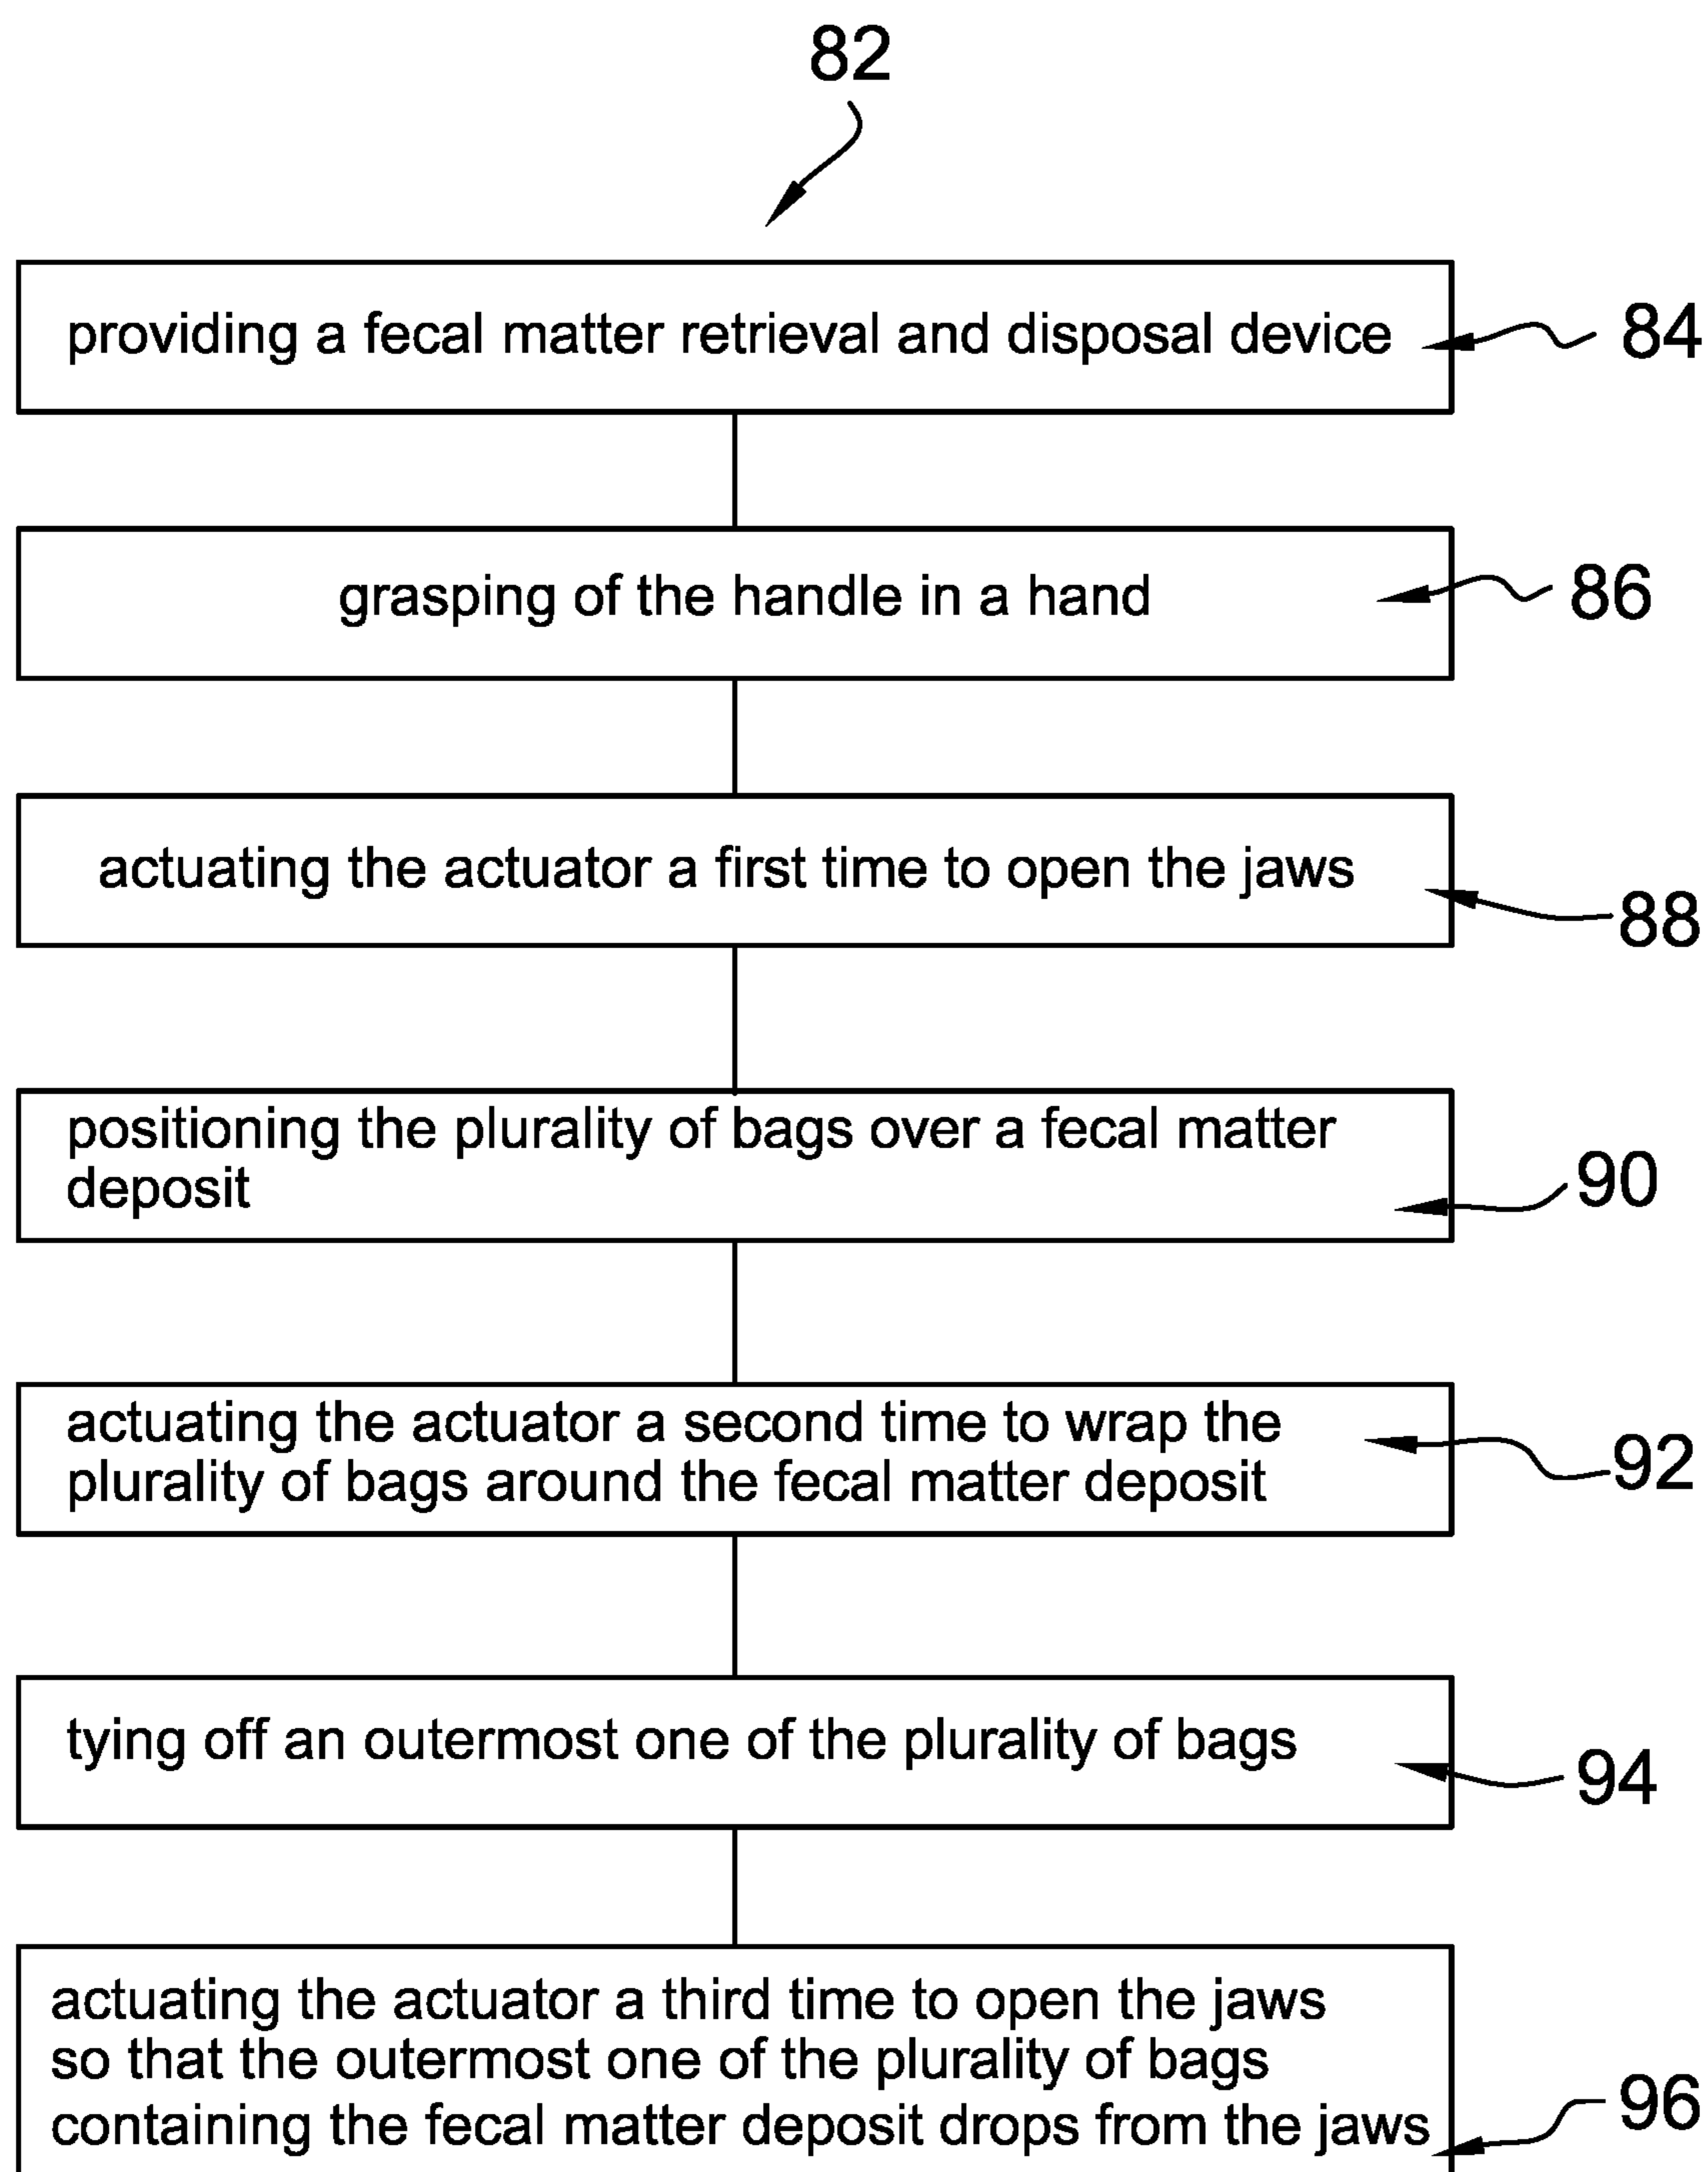 82
providing a fecal matter retrieval and disposal device
84
grasping of the handle in a hand
86
actuating the actuator a first time to open the jaws
88
positioning the plurality of bags over a fecal matter
deposit
90
actuating the actuator a second time to wrap the
plurality of bags around the fecal matter deposit
92
tying off an outermost one of the plurality of bags
94
actuating the actuator a third time to open the jaws
so that the outermost one of the plurality of bags
containing the fecal matter deposit drops from the jaws
96